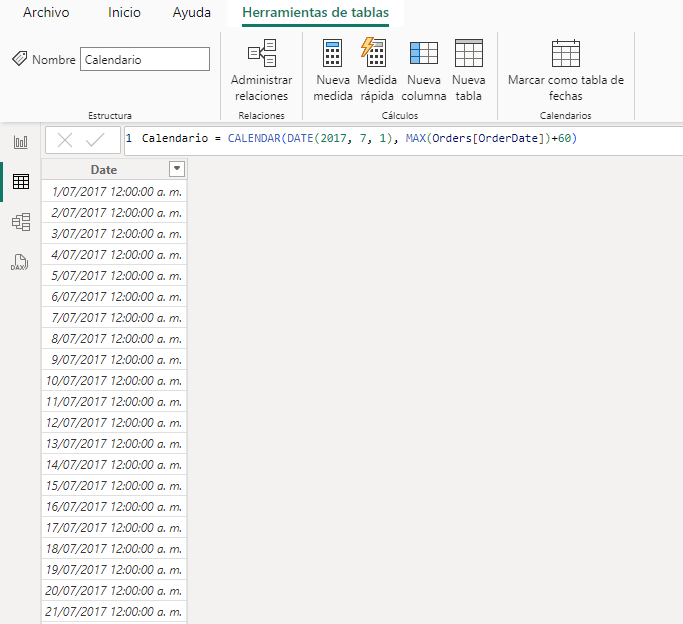 Archivo Inicio Ayuda Herramientas de tablas
Nombre Calendario
Administrar relaciones
Nueva medida
Medida rápida
Nueva columna
Nueva tabla
Marcar como tabla de fechas
Estructura Relaciones Cálculos Calendarios
1 Calendario = CALENDAR(DATE(2017, 7, 1), MAX(Orders[OrderDate])+60)
Date
1/07/2017 12:00:00 a. m.
2/07/2017 12:00:00 a. m.
3/07/2017 12:00:00 a. m.
4/07/2017 12:00:00 a. m.
5/07/2017 12:00:00 a. m.
6/07/2017 12:00:00 a. m.
7/07/2017 12:00:00 a. m.
8/07/2017 12:00:00 a. m.
9/07/2017 12:00:00 a. m.
10/07/2017 12:00:00 a. m.
11/07/2017 12:00:00 a. m.
12/07/2017 12:00:00 a. m.
13/07/2017 12:00:00 a. m.
14/07/2017 12:00:00 a. m.
15/07/2017 12:00:00 a. m.
16/07/2017 12:00:00 a. m.
17/07/2017 12:00:00 a. m.
18/07/2017 12:00:00 a. m.
19/07/2017 12:00:00 a. m.
20/07/2017 12:00:00 a. m.
21/07/2017 12:00:00 a. m.
DAX